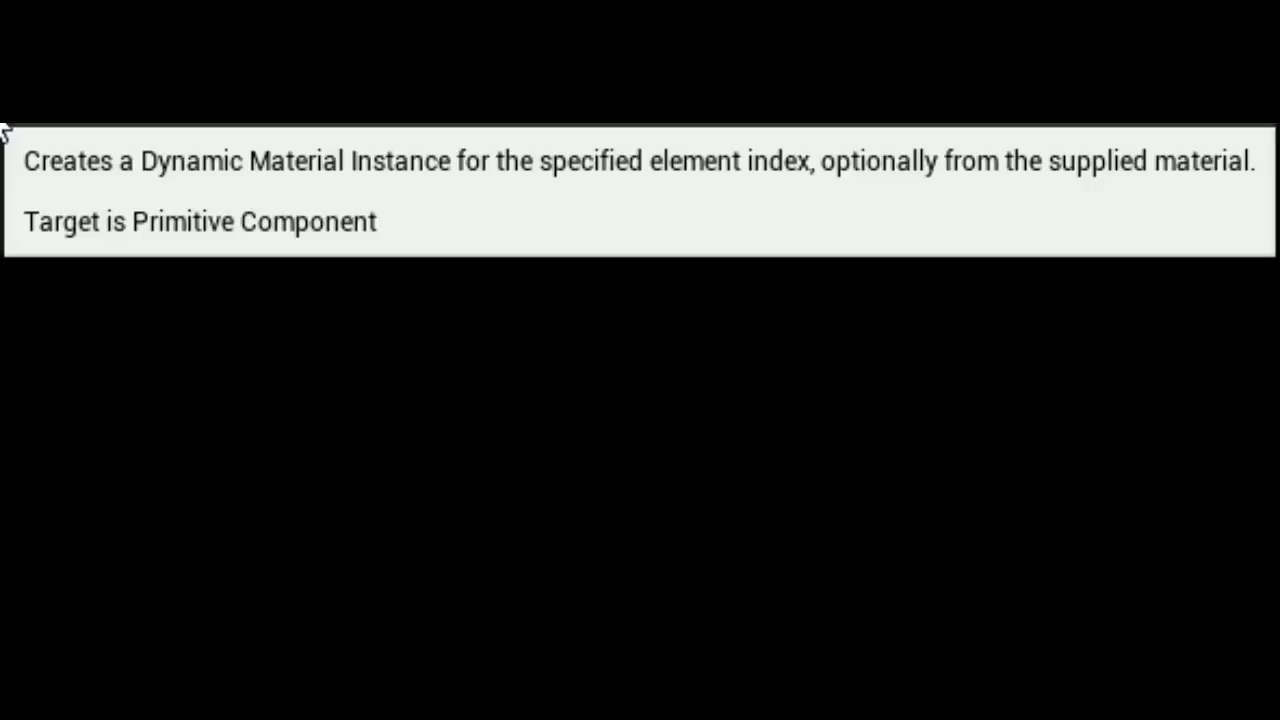 Creates a Dynamic Material Instance for the specified element index, optionally from the supplied material.
Target is Primitive Component